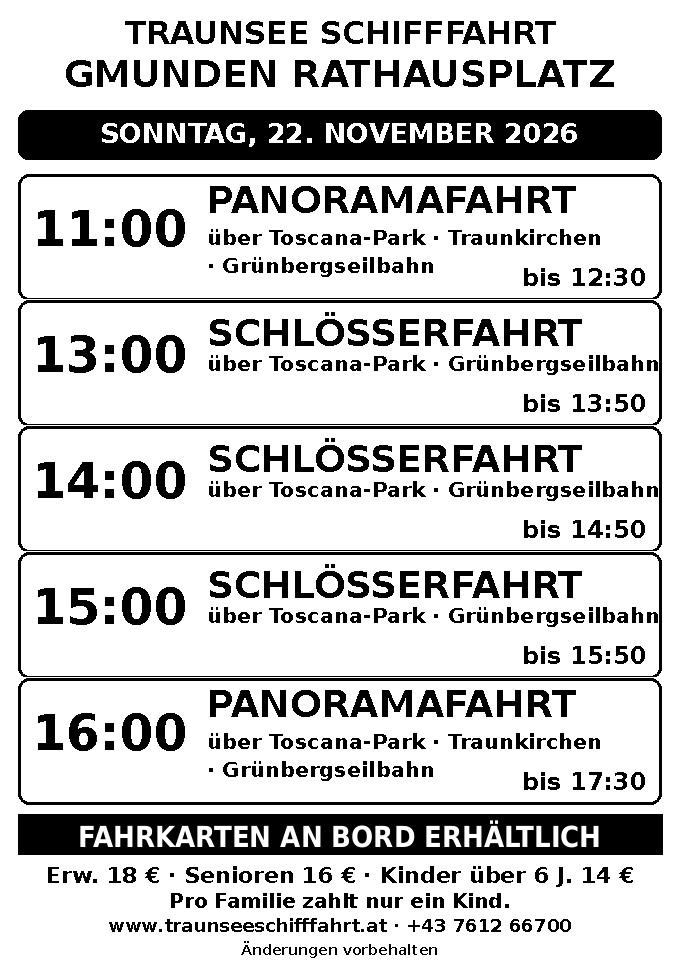 TRAUNSEE SCHIFFFAHRT
GMUNDEN RATHAUSPLATZ
SONNTAG, 22. NOVEMBER 2026
11:00
PANORAMAFAHRT
über Toscana-Park · Traunkirchen
· Grünbergseilbahn
bis 12:30
13:00
SCHLÖSSERFAHRT
über Toscana-Park · Grünbergseilbahn
bis 13:50
14:00
SCHLÖSSERFAHRT
über Toscana-Park · Grünbergseilbahn
bis 14:50
15:00
SCHLÖSSERFAHRT
über Toscana-Park · Grünbergseilbahn
bis 15:50
16:00
PANORAMAFAHRT
über Toscana-Park · Traunkirchen
· Grünbergseilbahn
bis 17:30
FAHRKARTEN AN BORD ERHÄLTLICH
Erw. 18 € · Senioren 16 € · Kinder über 6 J. 14 €
Pro Familie zahlt nur ein Kind.
www.traunseeschifffahrt.at · +43 7612 66700
Änderungen vorbehalten